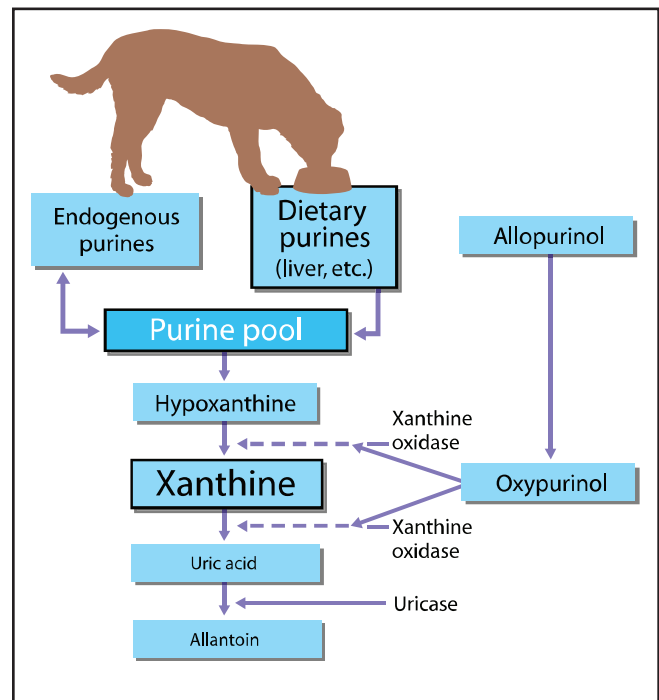 Endogenous
purines
Dietary
purines
(liver, etc.)
Allopurinol
Purine pool
Hypoxanthine
Xanthine
oxidase
Xanthine
Oxypurinol
Xanthine
oxidase
Uric acid
Uricase
Allantoin